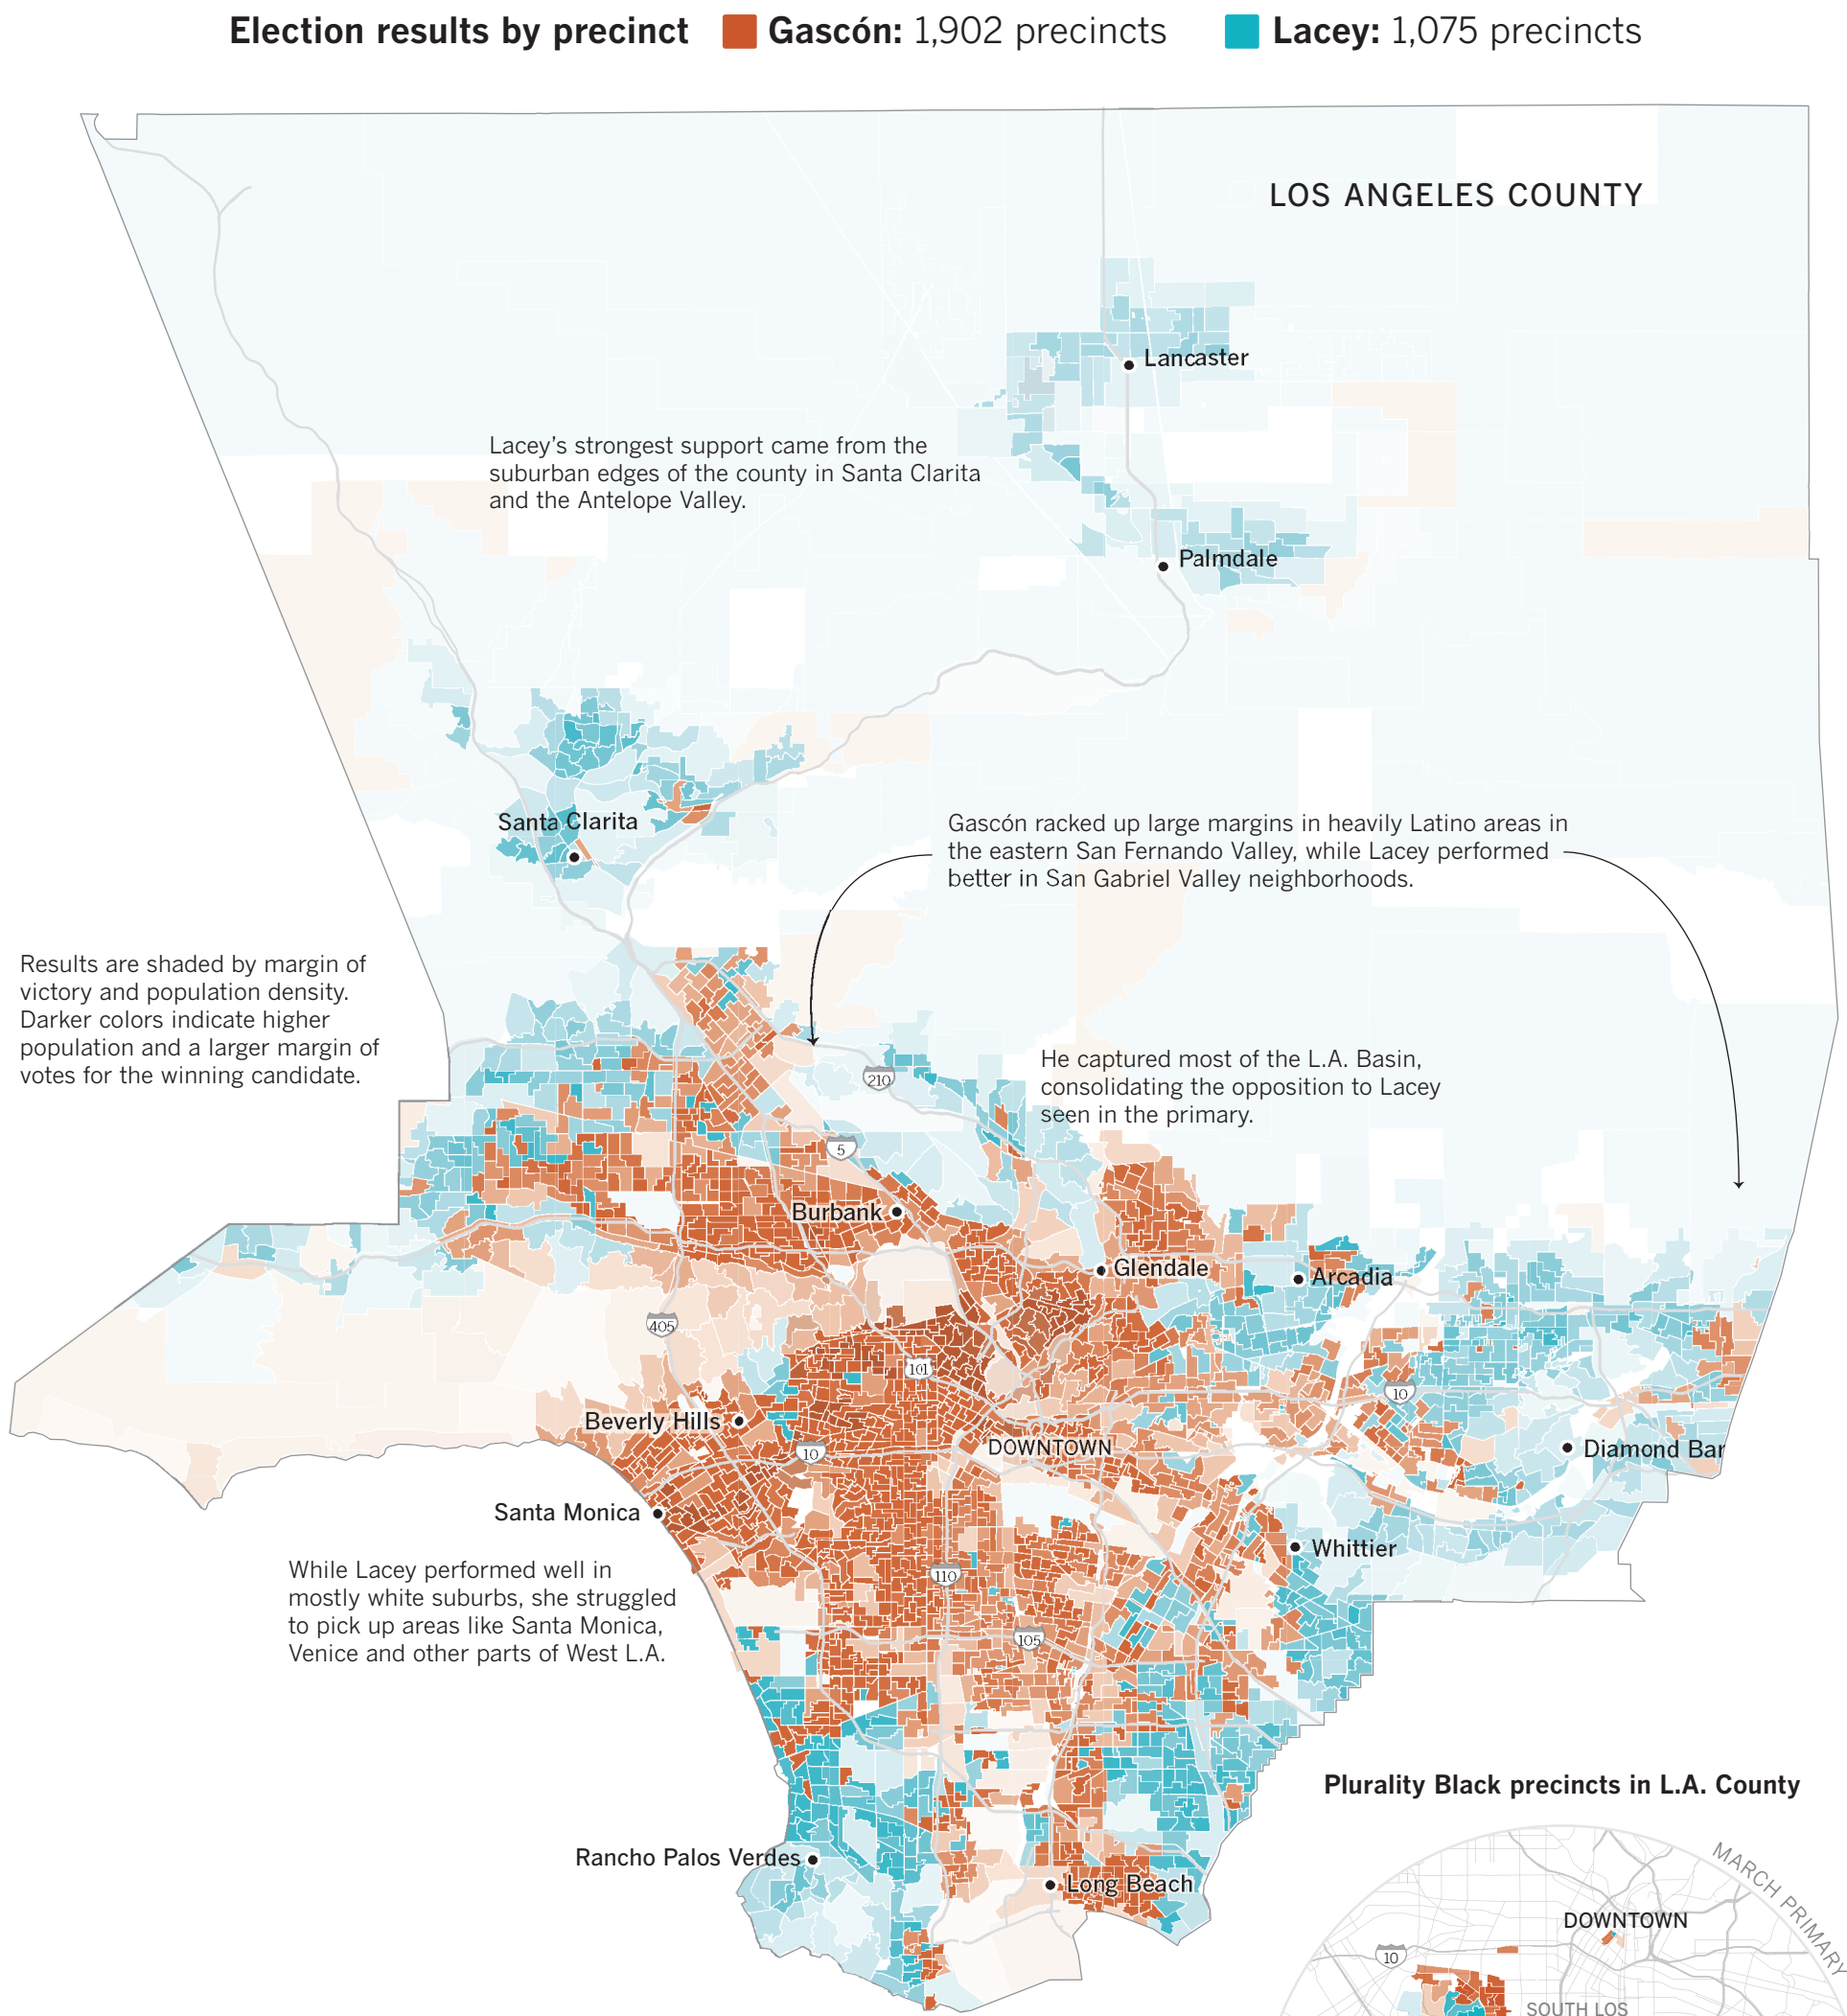 Election results by precinct
Gascón: 1,902 precincts
Lacey: 1,075 precincts
LOS ANGELES COUNTY
Lancaster
Lacey’s strongest support came from the
suburban edges of the county in Santa Clarita
and the Antelope Valley.
Palmdale
Santa Clarita
Gascón racked up large margins in heavily Latino areas in
the eastern San Fernando Valley, while Lacey performed
better in San Gabriel Valley neighborhoods.
Results are shaded by margin of
victory and population density.
Darker colors indicate higher
population and a larger margin of
votes for the winning candidate.
He captured most of the L.A. Basin,
consolidating the opposition to Lacey
seen in the primary.
210
5
Burbank
Glendale
Arcadia
405
101
10
Beverly Hills
10
DOWNTOWN
Diamond Bar
Santa Monica
Whittier
While Lacey performed well in
mostly white suburbs, she struggled
to pick up areas like Santa Monica,
Venice and other parts of West L.A.
110
105
Plurality Black precincts in L.A. County
Rancho Palos Verdes
Long Beach
MARCH PRIMARY
DOWNTOWN
10
SOUTH LOS